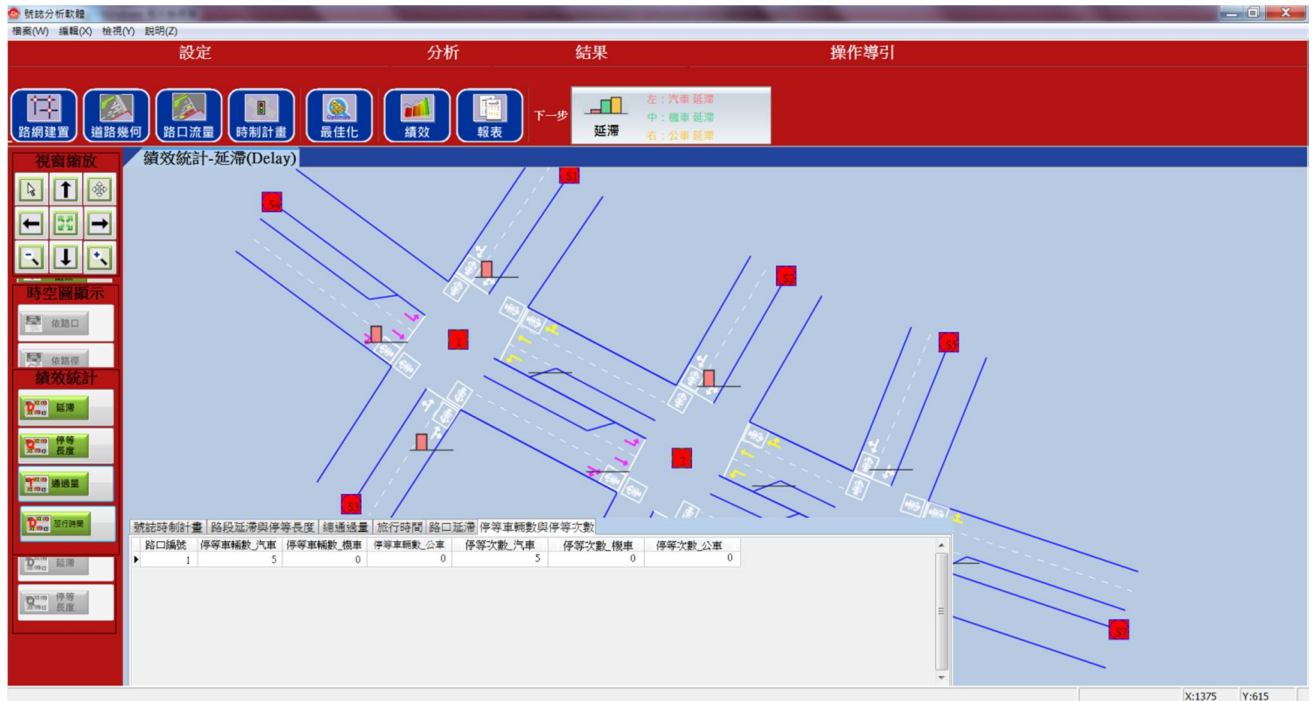 號誌分析軟體
檔案(W) 編輯(X) 檢視(Y) 說明(Z)
設定 分析 結果 操作導引
路網建置 道路幾何 路口流量 時制計畫 最佳化 績效 報表 下一步 延滯
左：汽車 延滯
中：機車 延滯
右：公車 延滯
視窗縮放
績效統計-延滯(Delay)
S1
S4
S2
S5
1
2
S3
S7
時空圖顯示
依路口
依路徑
績效統計
延滯
停等長度
通過量
旅行時間
延滯
停等長度
號誌時制計畫 路段延滯與停等長度 總通過量 旅行時間 路口延滯 停等車輛數與停等次數
路口編號 停等車輛數_汽車 停等車輛數_機車 停等車輛數_公車 停等次數_汽車 停等次數_機車 停等次數_公車
1 5 0 0 5 0 0
X:1375 Y:615